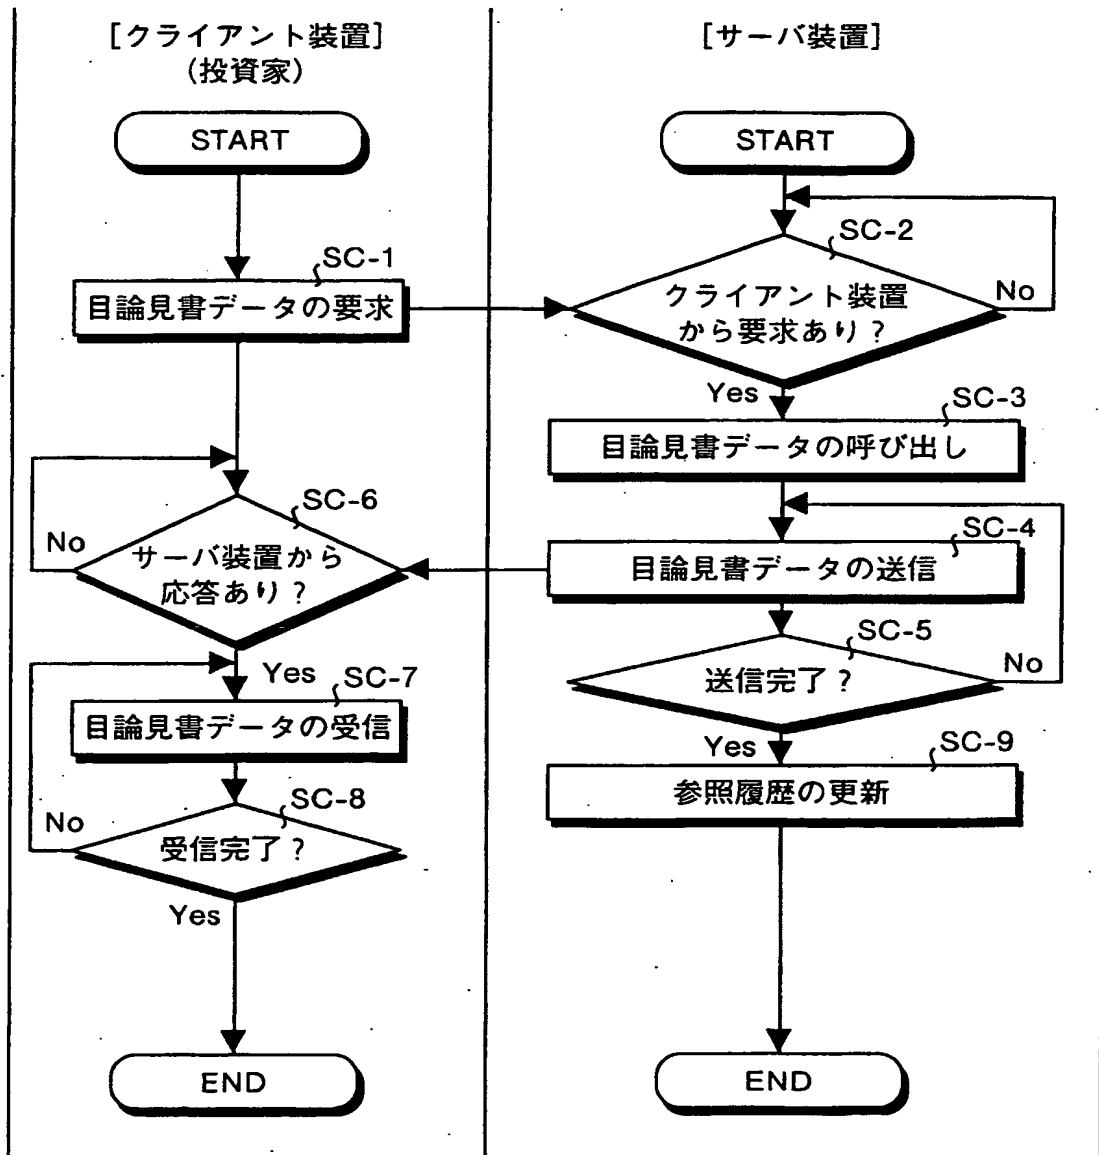 [クライアント装置]
(投資家)
START
SC-1
目論見書データの要求
SC-6
サーバ装置から
応答あり？
No
Yes
SC-7
目論見書データの受信
SC-8
受信完了？
No
Yes
END
[サーバ装置]
START
SC-2
クライアント装置
から要求あり？
No
Yes
SC-3
目論見書データの呼び出し
SC-4
目論見書データの送信
SC-5
送信完了？
No
Yes
SC-9
参照履歴の更新
END